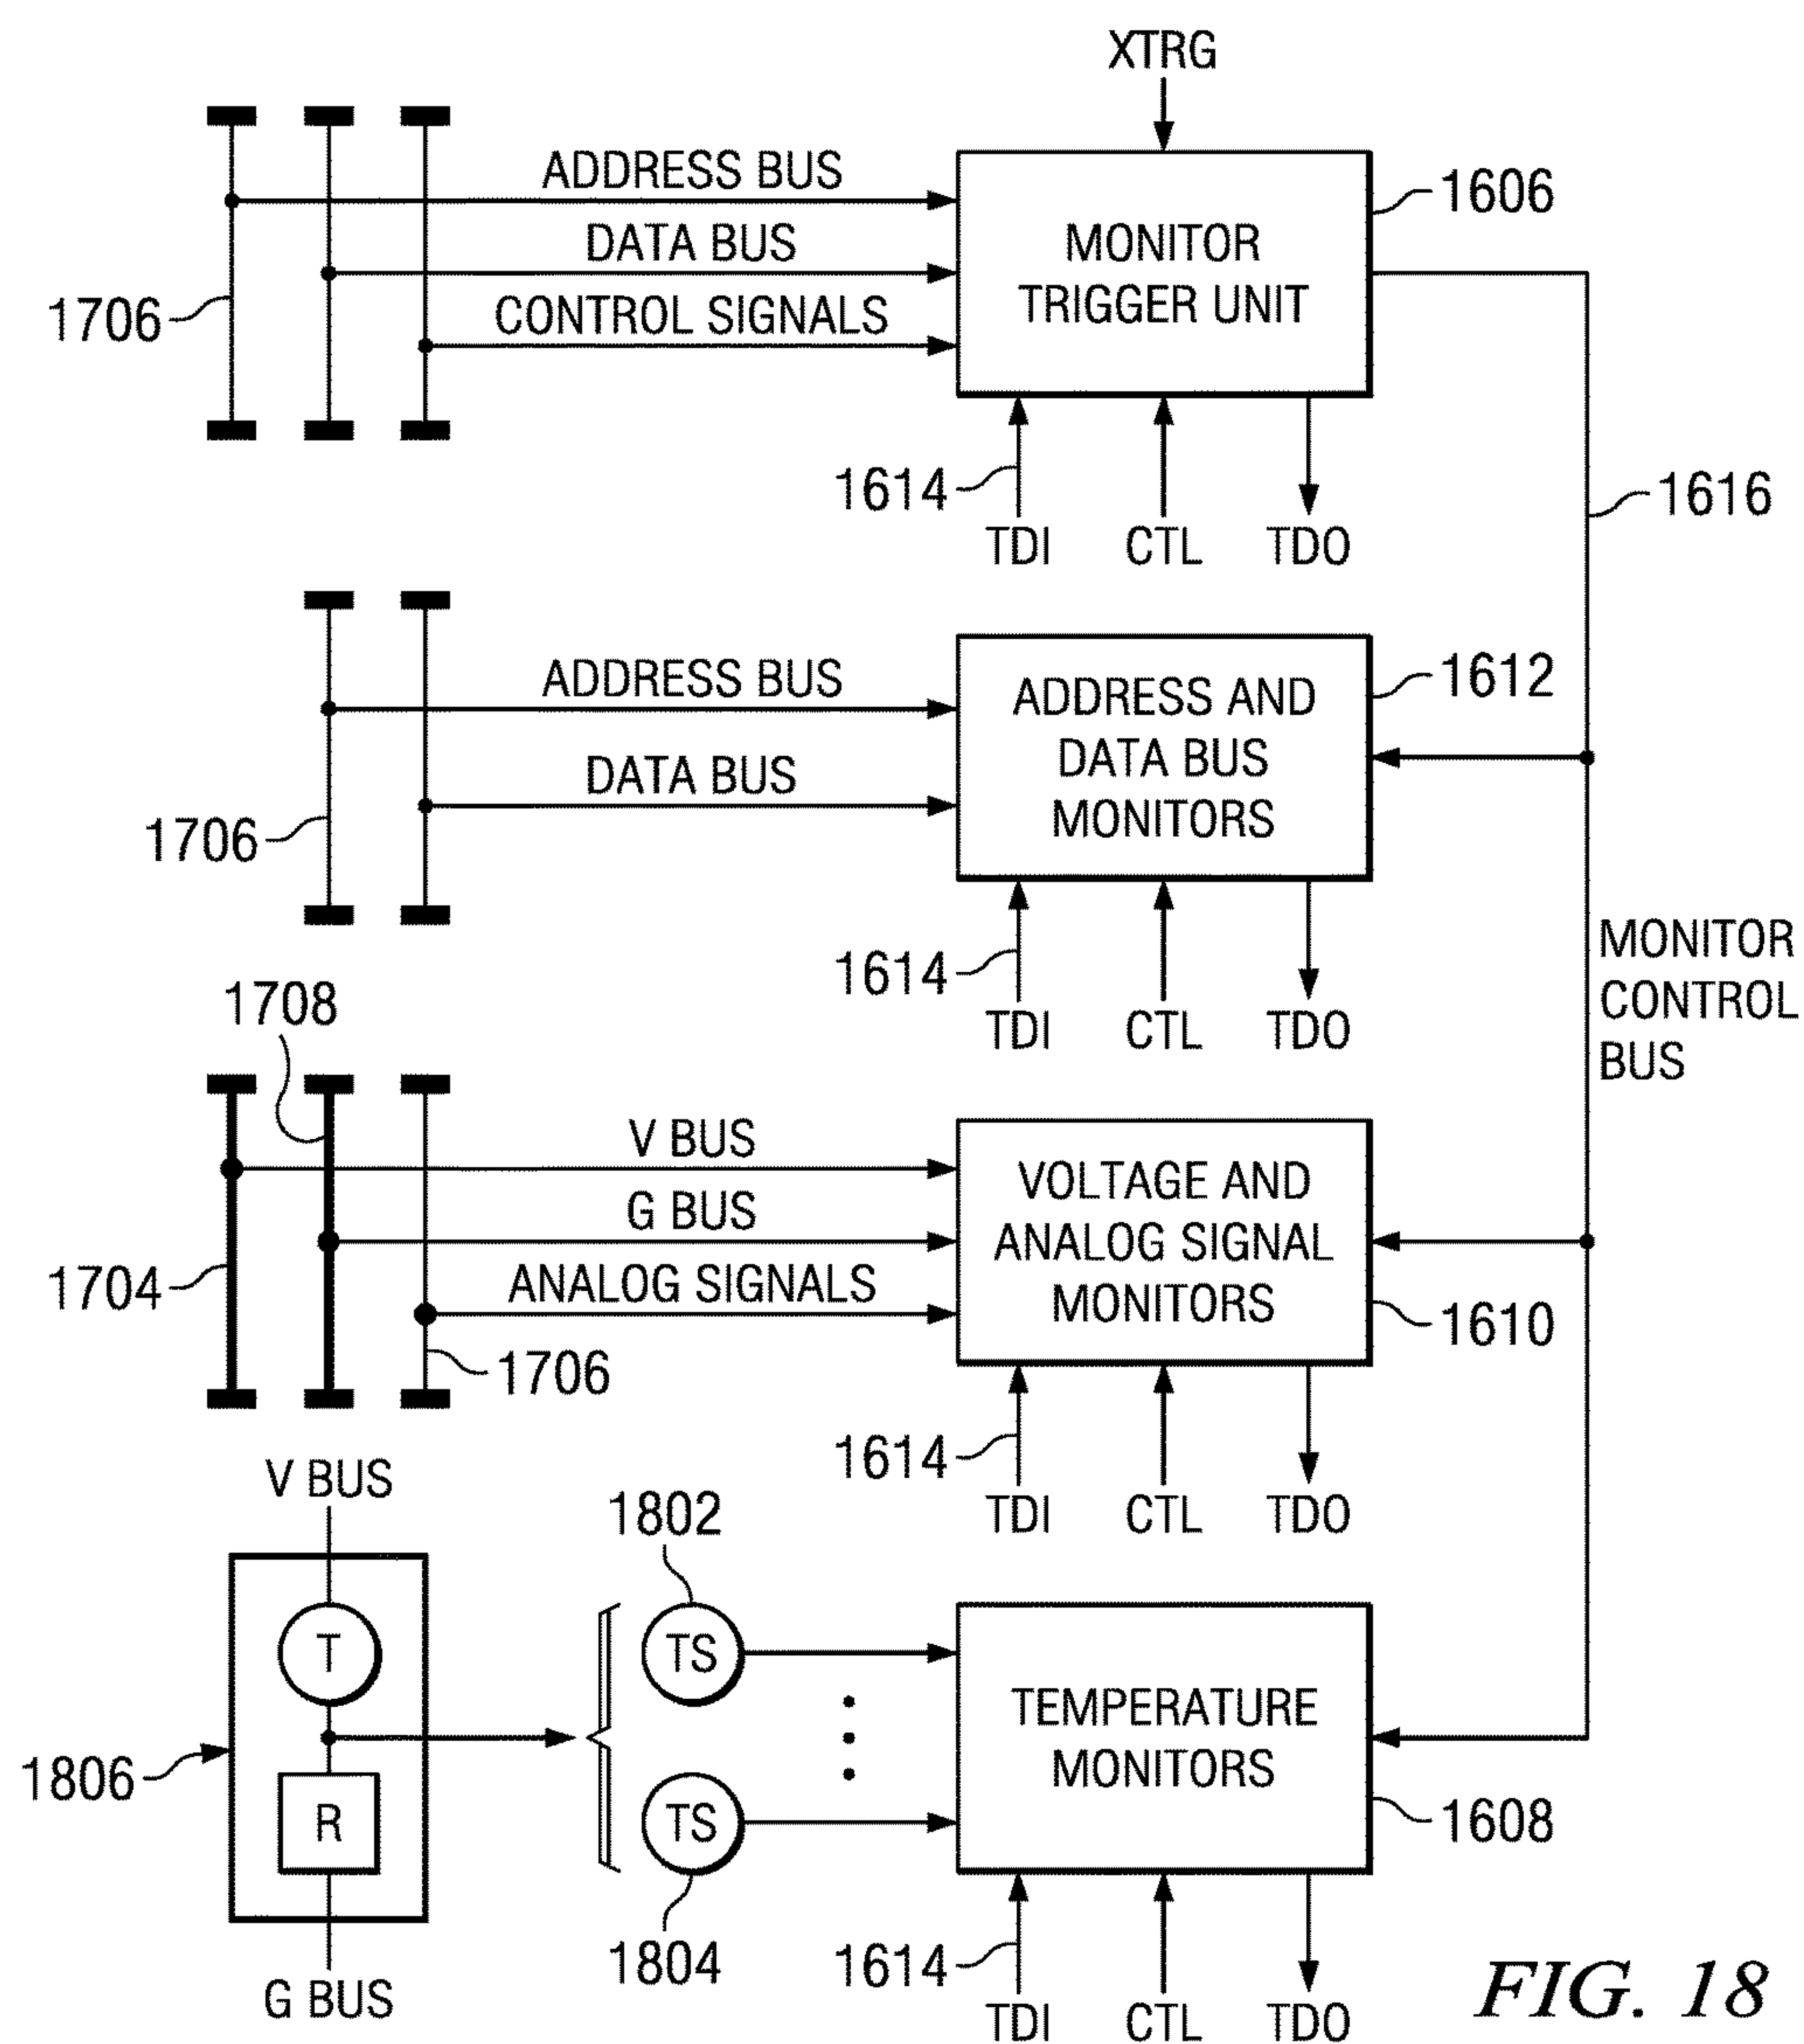 XTRG
ADDRESS BUS
DATA BUS
CONTROL SIGNALS
1706
MONITOR
TRIGGER UNIT
1606
1614
TDI CTL TDO
1616
ADDRESS BUS
DATA BUS
1706
ADDRESS AND
DATA BUS
MONITORS
1612
1614
TDI CTL TDO
MONITOR
CONTROL
BUS
1708
V BUS
G BUS
ANALOG SIGNALS
1704
1706
VOLTAGE AND
ANALOG SIGNAL
MONITORS
1610
1614
TDI CTL TDO
V BUS
T
R
1806
G BUS
1802
TS
TS
1804
TEMPERATURE
MONITORS
1608
1614
TDI CTL TDO
FIG. 18